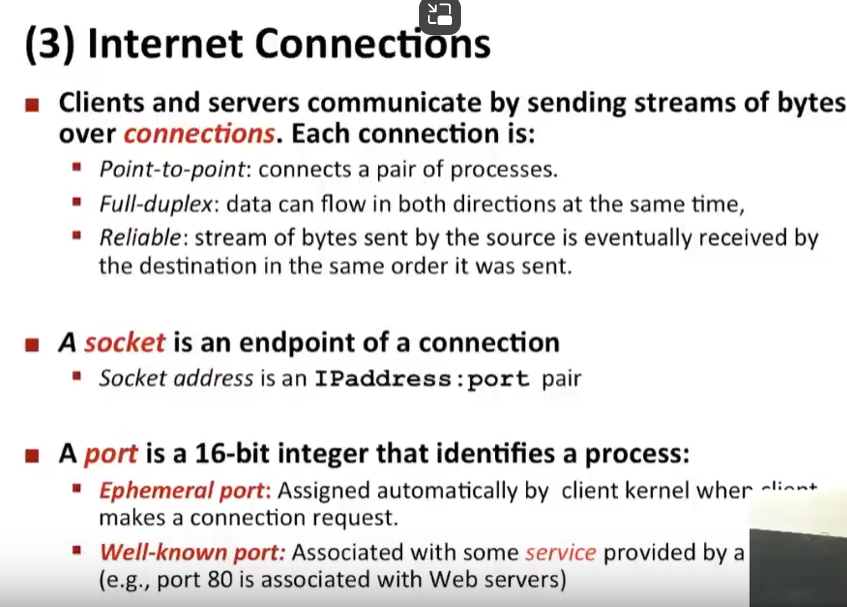 (3) Internet Connections
■ Clients and servers communicate by sending streams of bytes
over connections. Each connection is:
▪ Point-to-point: connects a pair of processes.
▪ Full-duplex: data can flow in both directions at the same time,
▪ Reliable: stream of bytes sent by the source is eventually received by
the destination in the same order it was sent.
■ A socket is an endpoint of a connection
▪ Socket address is an IPaddress:port pair
■ A port is a 16-bit integer that identifies a process:
▪ Ephemeral port: Assigned automatically by client kernel when client
makes a connection request.
▪ Well-known port: Associated with some service provided by a
(e.g., port 80 is associated with Web servers)